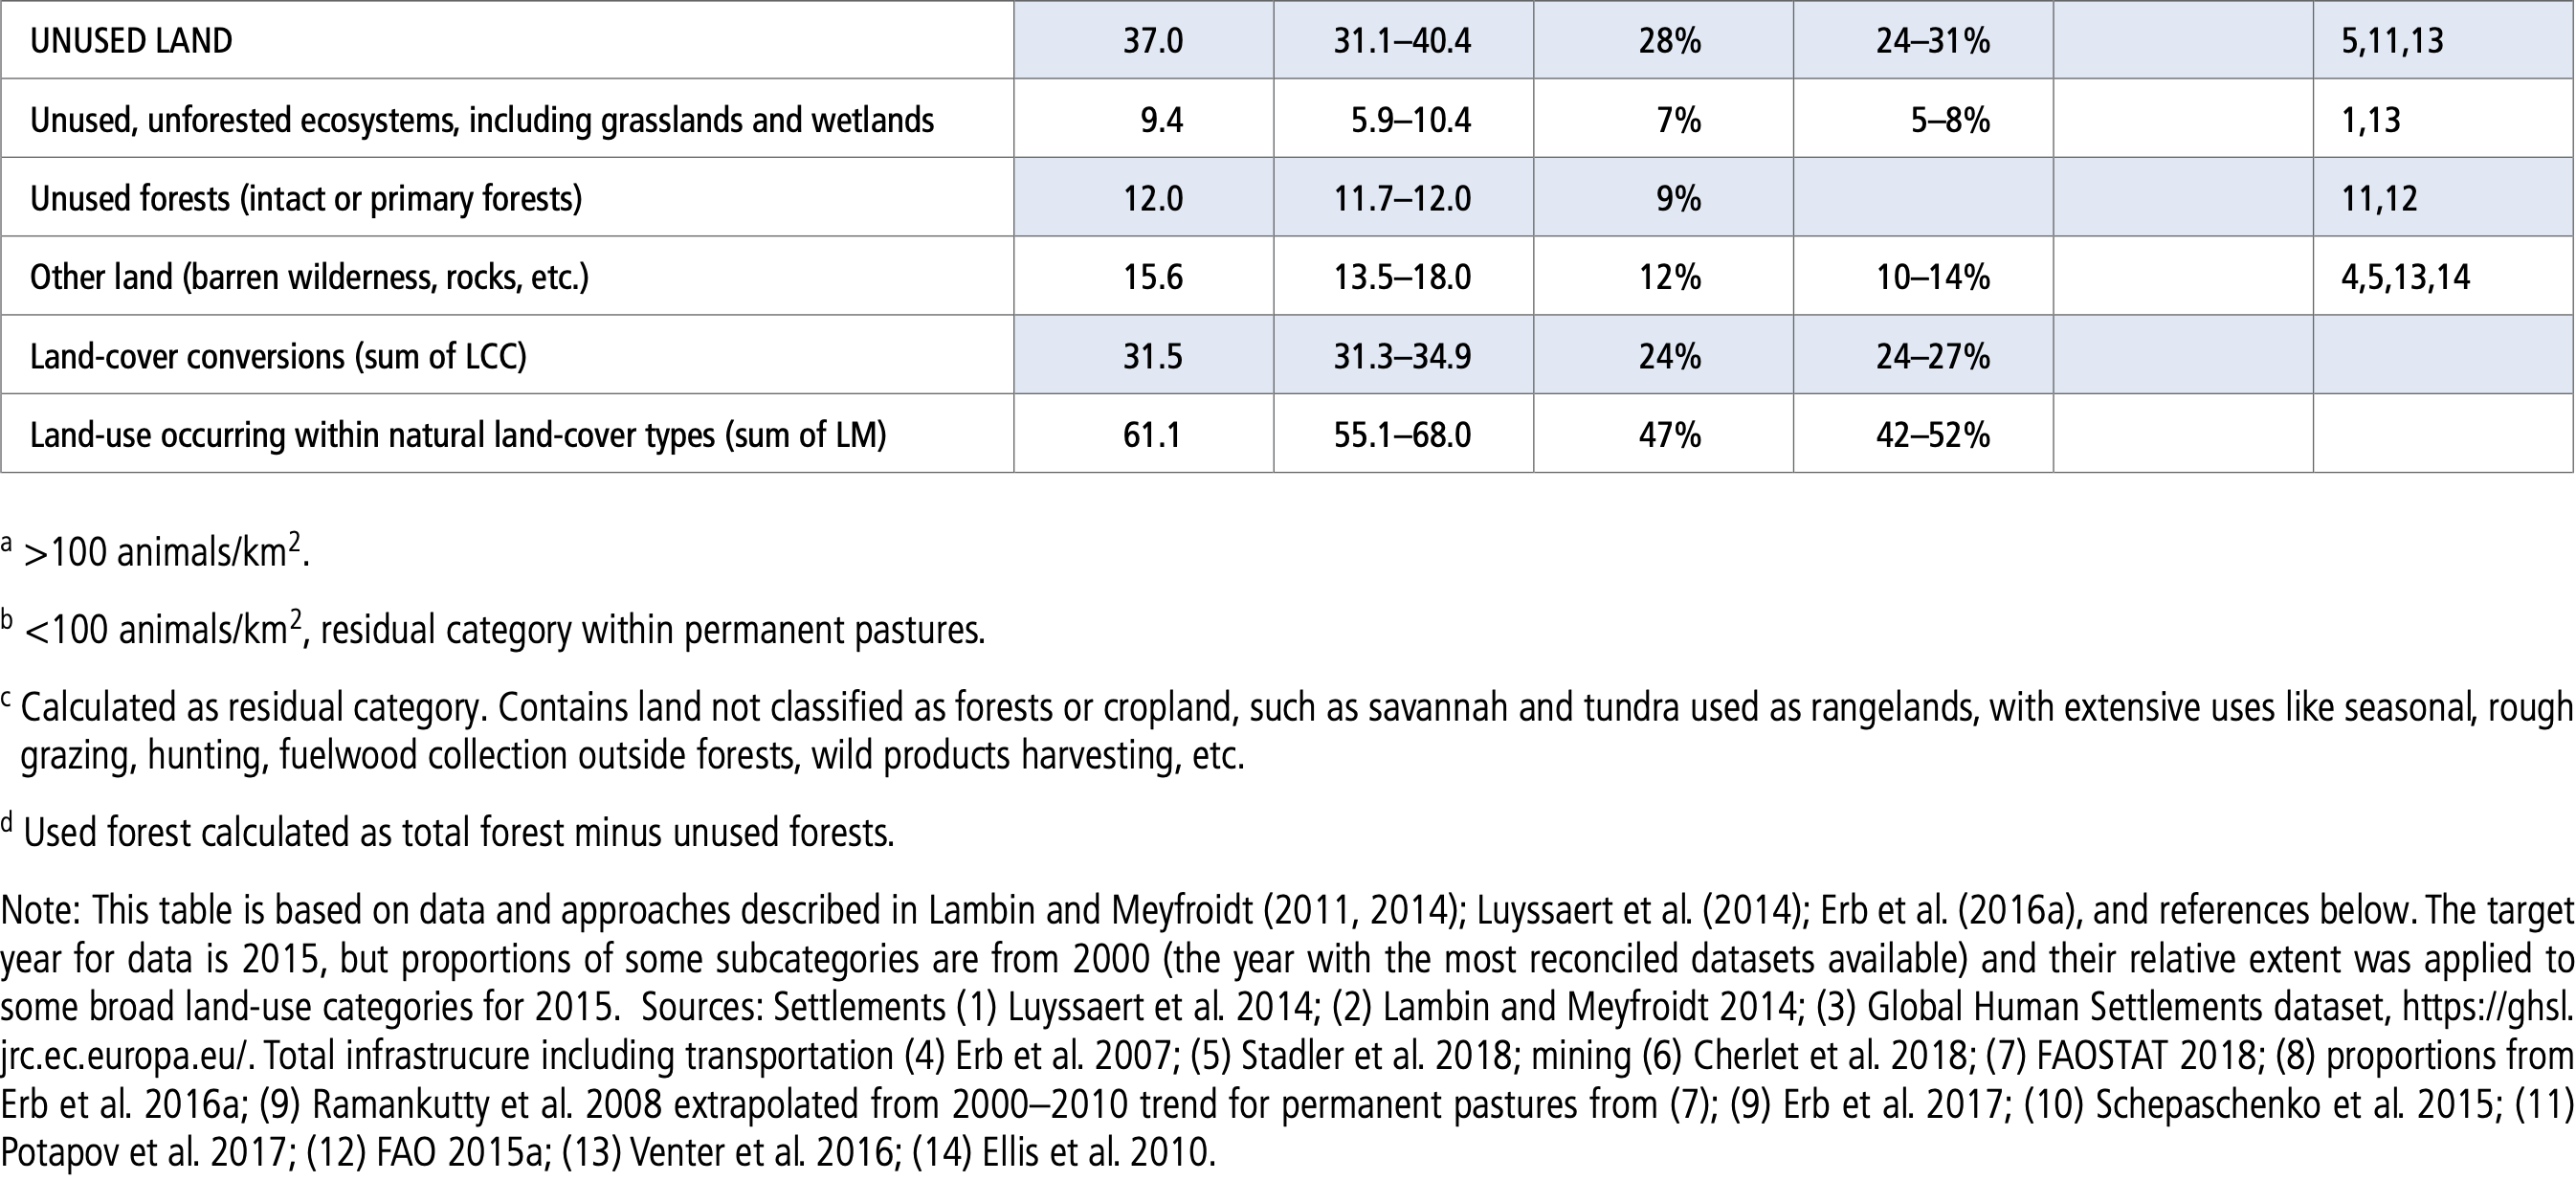 UNUSED LAND 37.0 31.1–40.4 28% 24–31% 5,11,13
Unused, unforested ecosystems, including grasslands and wetlands 9.4 5.9–10.4 7% 5–8% 1,13
Unused forests (intact or primary forests) 12.0 11.7–12.0 9% 11,12
Other land (barren wilderness, rocks, etc.) 15.6 13.5–18.0 12% 10–14% 4,5,13,14
Land-cover conversions (sum of LCC) 31.5 31.3–34.9 24% 24–27%
Land-use occurring within natural land-cover types (sum of LM) 61.1 55.1–68.0 47% 42–52%
a >100 animals/km2.
b <100 animals/km2, residual category within permanent pastures.
c Calculated as residual category. Contains land not classified as forests or cropland, such as savannah and tundra used as rangelands, with extensive uses like seasonal, rough
grazing, hunting, fuelwood collection outside forests, wild products harvesting, etc.
d Used forest calculated as total forest minus unused forests.
Note: This table is based on data and approaches described in Lambin and Meyfroidt (2011, 2014); Luyssaert et al. (2014); Erb et al. (2016a), and references below. The target
year for data is 2015, but proportions of some subcategories are from 2000 (the year with the most reconciled datasets available) and their relative extent was applied to
some broad land-use categories for 2015. Sources: Settlements (1) Luyssaert et al. 2014; (2) Lambin and Meyfroidt 2014; (3) Global Human Settlements dataset, https://ghsl.
jrc.ec.europa.eu/. Total infrastrucure including transportation (4) Erb et al. 2007; (5) Stadler et al. 2018; mining (6) Cherlet et al. 2018; (7) FAOSTAT 2018; (8) proportions from
Erb et al. 2016a; (9) Ramankutty et al. 2008 extrapolated from 2000–2010 trend for permanent pastures from (7); (9) Erb et al. 2017; (10) Schepaschenko et al. 2015; (11)
Potapov et al. 2017; (12) FAO 2015a; (13) Venter et al. 2016; (14) Ellis et al. 2010.